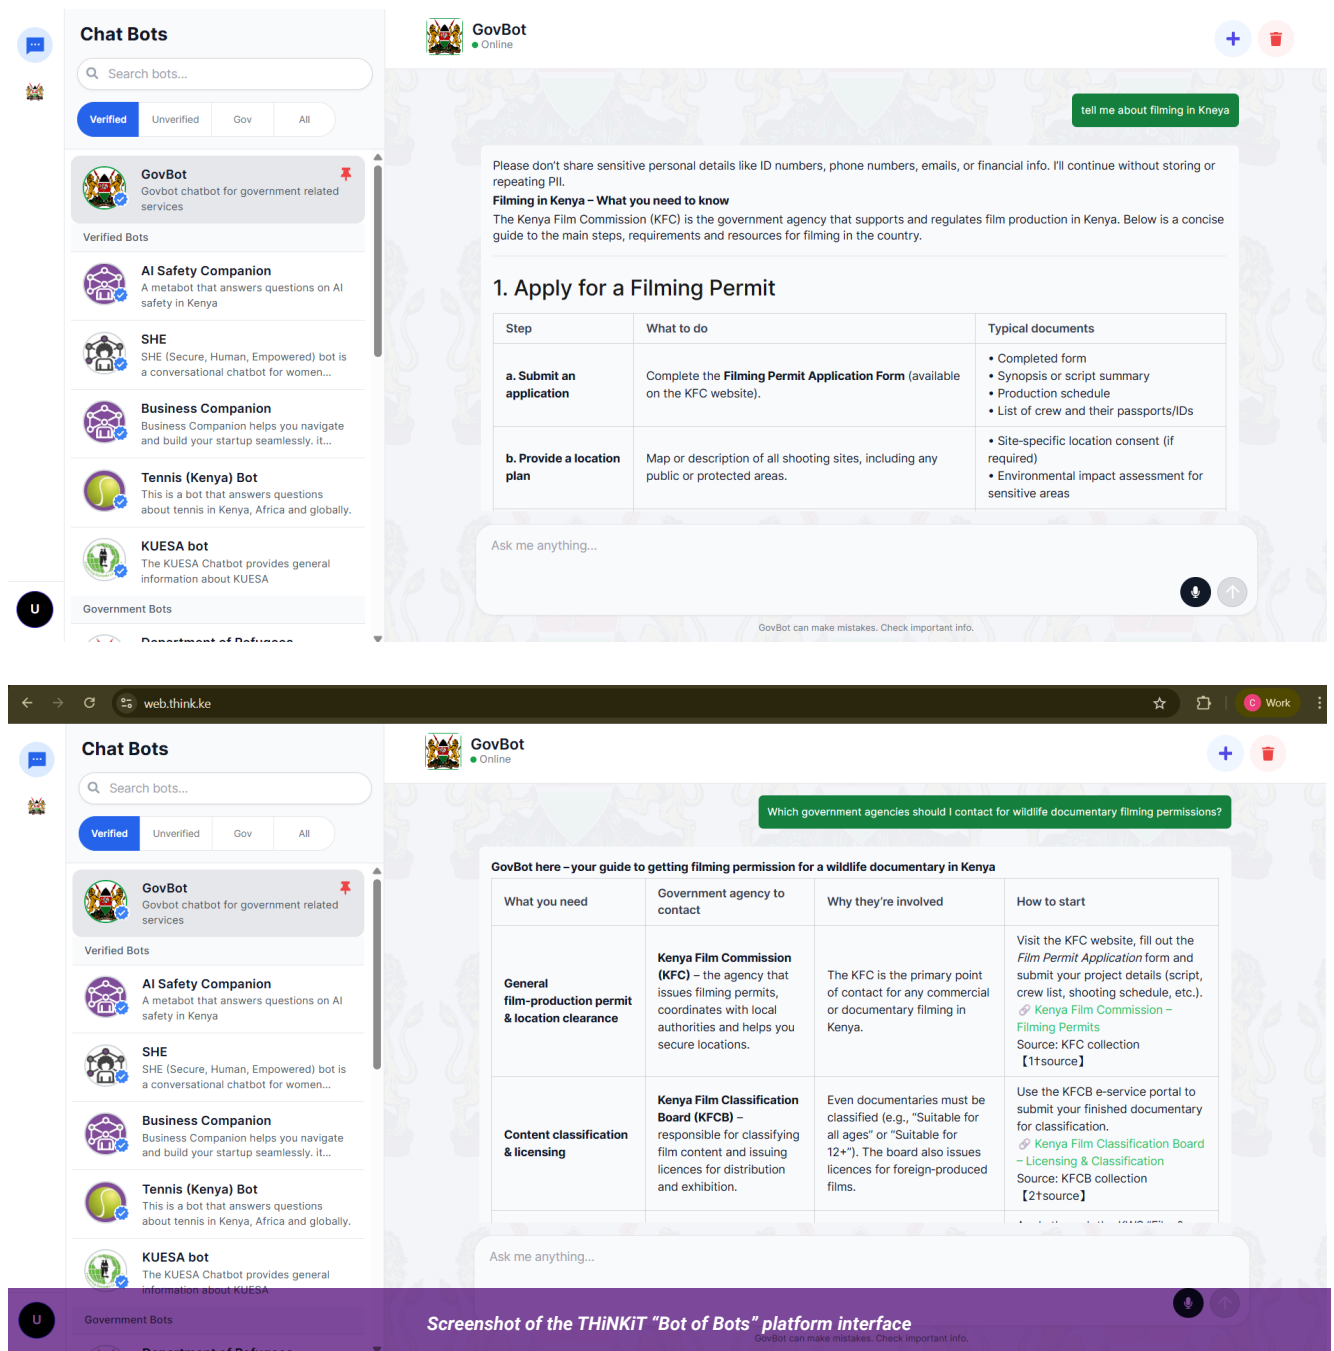 Chat Bots
Search bots...
Verified Unverified Gov All
GovBot
Govbot chatbot for government related
services
Verified Bots
AI Safety Companion
A metabot that answers questions on AI
safety in Kenya
SHE
SHE (Secure, Human, Empowered) bot is
a conversational chatbot for women...
Business Companion
Business Companion helps you navigate
and build your startup seamlessly. it...
Tennis (Kenya) Bot
This is a bot that answers questions
about tennis in Kenya, Africa and globally.
KUESA bot
The KUESA Chatbot provides general
information about KUESA
Government Bots
Department of Refugees
U
GovBot
Online
tell me about filming in Kneya
Please don't share sensitive personal details like ID numbers, phone numbers, emails, or financial info. I'll continue without storing or
repeating PII.
Filming in Kenya – What you need to know
The Kenya Film Commission (KFC) is the government agency that supports and regulates film production in Kenya. Below is a concise
guide to the main steps, requirements and resources for filming in the country.
1. Apply for a Filming Permit
Step What to do Typical documents
a. Submit an
application
Complete the Filming Permit Application Form (available
on the KFC website).
• Completed form
• Synopsis or script summary
• Production schedule
• List of crew and their passports/IDs
b. Provide a location
plan
Map or description of all shooting sites, including any
public or protected areas.
• Site-specific location consent (if
required)
• Environmental impact assessment for
sensitive areas
Ask me anything...
GovBot can make mistakes. Check important info.
web.think.ke
C Work
Chat Bots
Search bots...
Verified Unverified Gov All
GovBot
Govbot chatbot for government related
services
Verified Bots
AI Safety Companion
A metabot that answers questions on AI
safety in Kenya
SHE
SHE (Secure, Human, Empowered) bot is
a conversational chatbot for women...
Business Companion
Business Companion helps you navigate
and build your startup seamlessly. it...
Tennis (Kenya) Bot
This is a bot that answers questions
about tennis in Kenya, Africa and globally.
KUESA bot
The KUESA Chatbot provides general
information about KUESA
Government Bots
Department of Refugees
U
GovBot
Online
Which government agencies should I contact for wildlife documentary filming permissions?
GovBot here – your guide to getting filming permission for a wildlife documentary in Kenya
What you need
Government agency to
contact
Why they're involved
How to start
General
film-production permit
& location clearance
Kenya Film Commission
(KFC) – the agency that
issues filming permits,
coordinates with local
authorities and helps you
secure locations.
The KFC is the primary point
of contact for any commercial
or documentary filming in
Kenya.
Visit the KFC website, fill out the
Film Permit Application form and
submit your project details (script,
crew list, shooting schedule, etc.).
🔗 Kenya Film Commission –
Filming Permits
Source: KFC collection
【1†source】
Content classification
& licensing
Kenya Film Classification
Board (KFCB) –
responsible for classifying
film content and issuing
licences for distribution
and exhibition.
Even documentaries must be
classified (e.g., "Suitable for
all ages" or "Suitable for
12+"). The board also issues
licences for foreign-produced
films.
Use the KFCB e-service portal to
submit your finished documentary
for classification.
🔗 Kenya Film Classification Board
– Licensing & Classification
Source: KFCB collection
【2†source】
Ask me anything...
GovBot can make mistakes. Check important info.
Screenshot of the THiNKiT "Bot of Bots" platform interface